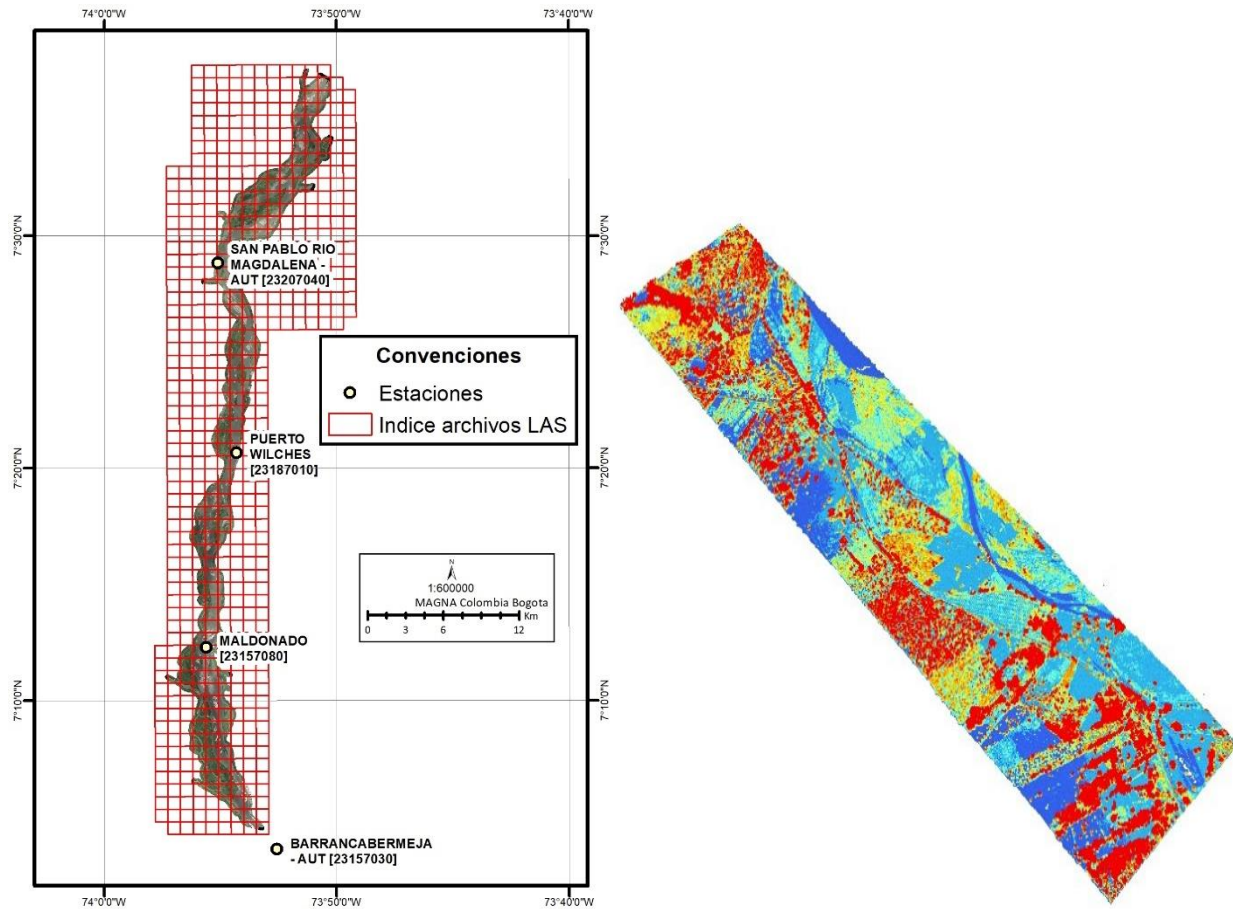 74°0'0"W
73°50'0"W
73°40'0"W
7°30'0"N
7°30'0"N
SAN PABLO RIO
MAGDALENA -
AUT [23207040]
Convenciones
Estaciones
Indice archivos LAS
PUERTO
WILCHES
[23187010]
7°20'0"N
7°20'0"N
N
1:600000
MAGNA Colombia Bogota
Km
0 3 6 12
MALDONADO
[23157080]
7°10'0"N
7°10'0"N
BARRANCABERMEJA
- AUT [23157030]
74°0'0"W
73°50'0"W
73°40'0"W